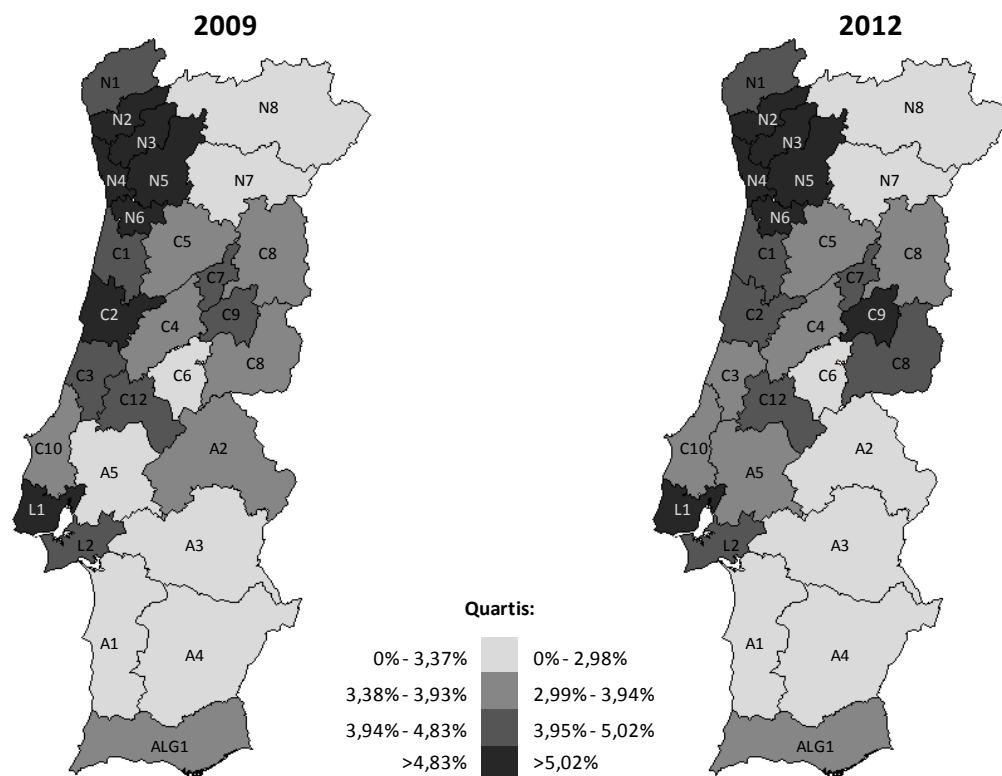 2009
N1
N8
N2
N3
N4
N5
N7
N6
C5
C1
C8
C7
C2
C9
C4
C8
C3
C6
C12
C10
A2
A5
L1
L2
A3
A1
A4
ALG1
2012
N1
N8
N2
N3
N4
N5
N7
N6
C5
C1
C8
C7
C2
C9
C4
C8
C3
C6
C12
C10
A2
A5
L1
L2
A3
A1
A4
ALG1
Quartis:
0% - 3,37% 0% - 2,98%
3,38% - 3,93% 2,99% - 3,94%
3,94% - 4,83% 3,95% - 5,02%
>4,83% >5,02%